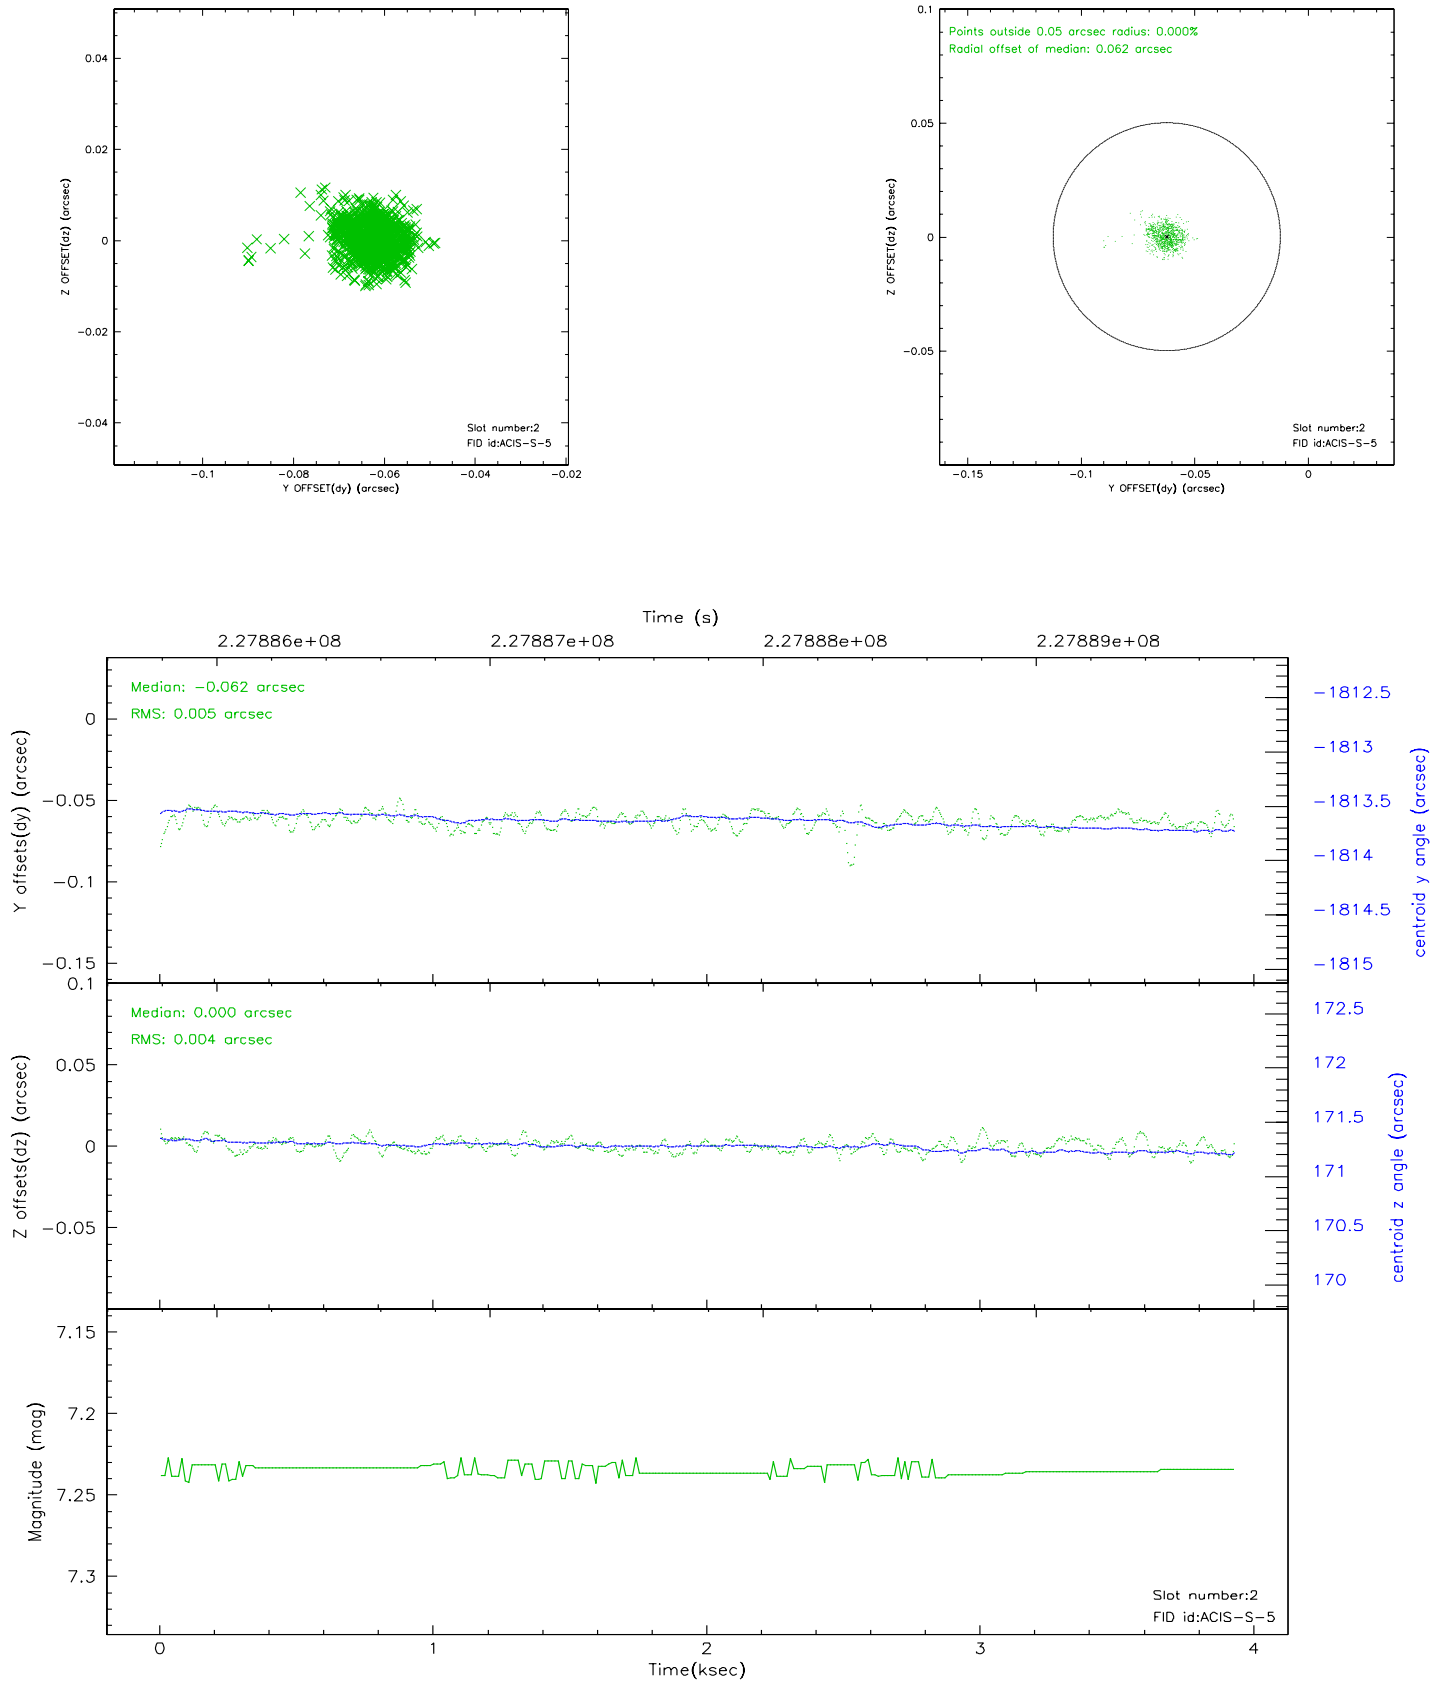 0.04
0.02
0
-0.02
-0.04
Z OFFSET(dz) (arcsec)
Slot number:2
FID id:ACIS-S-5
-0.1
-0.08
-0.06
-0.04
-0.02
Y OFFSET(dy) (arcsec)
Points outside 0.05 arcsec radius: 0.000%
Radial offset of median: 0.062 arcsec
0.1
0.05
0
-0.05
Z OFFSET(dz) (arcsec)
Slot number:2
FID id:ACIS-S-5
-0.15
-0.1
-0.05
0
Y OFFSET(dy) (arcsec)
Time (s)
2.27886e+08
2.27887e+08
2.27888e+08
2.27889e+08
Median: -0.062 arcsec
RMS: 0.005 arcsec
0
-0.05
-0.1
-0.15
Y offsets(dy) (arcsec)
-1812.5
-1813
-1813.5
-1814
-1814.5
-1815
centroid y angle (arcsec)
0.1
Median: 0.000 arcsec
RMS: 0.004 arcsec
0.05
0
-0.05
Z offsets(dz) (arcsec)
172.5
172
171.5
171
170.5
170
centroid z angle (arcsec)
7.15
7.2
7.25
7.3
Magnitude (mag)
Slot number:2
FID id:ACIS-S-5
0
1
2
3
4
Time(ksec)